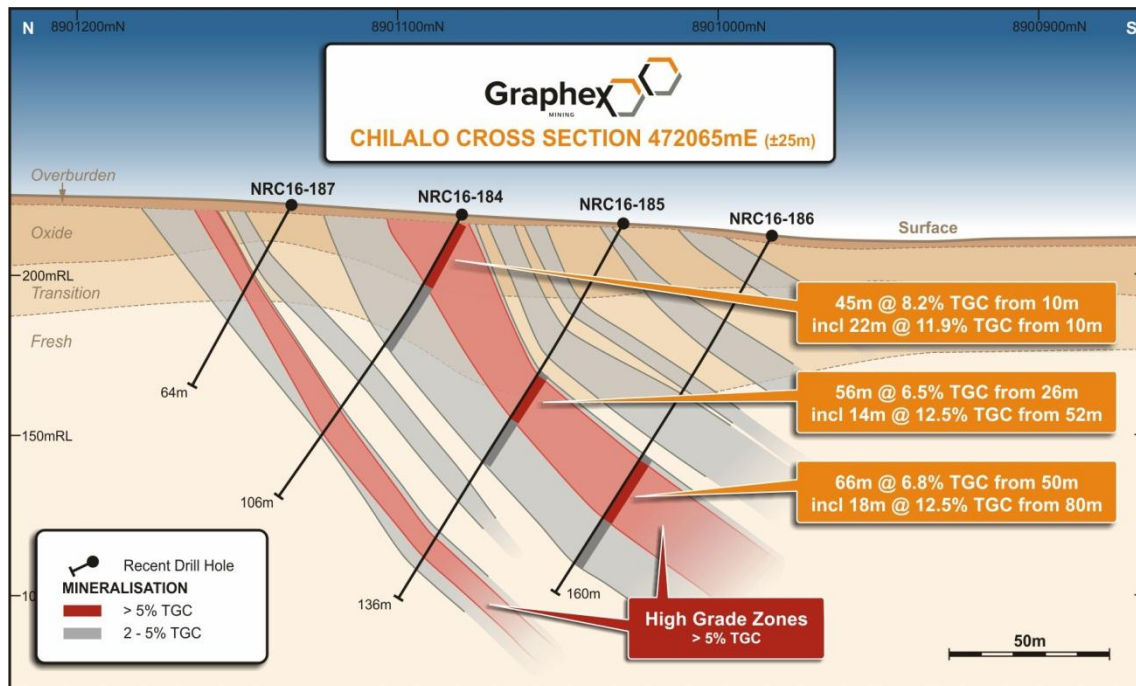 N
8901200mN
8901100mN
8901000mN
8900900mN
S
Graphex
MINING
CHILALO CROSS SECTION 472065mE (±25m)
Overburden
NRC16-187
NRC16-184
NRC16-185
NRC16-186
Surface
Oxide
200mRL
Transition
Fresh
45m @ 8.2% TGC from 10m
incl 22m @ 11.9% TGC from 10m
64m
56m @ 6.5% TGC from 26m
incl 14m @ 12.5% TGC from 52m
150mRL
66m @ 6.8% TGC from 50m
incl 18m @ 12.5% TGC from 80m
106m
Recent Drill Hole
MINERALISATION
> 5% TGC
2 - 5% TGC
136m
160m
High Grade Zones
> 5% TGC
50m